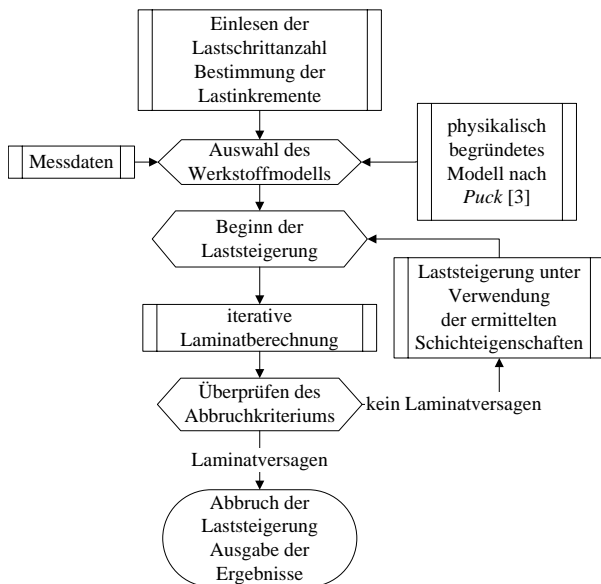 Einlesen der
Lastschrittanzahl
Bestimmung der
Lastinkremente
Messdaten
Auswahl des
Werkstoffmodells
physikalisch
begründetes
Modell nach
Puck [3]
Beginn der
Laststeigerung
Laststeigerung unter
Verwendung
der ermittelten
Schichteigenschaften
iterative
Laminatberechnung
Überprüfen des
Abbruchkriteriums
kein Laminatversagen
Laminatversagen
Abbruch der
Laststeigerung
Ausgabe der
Ergebnisse